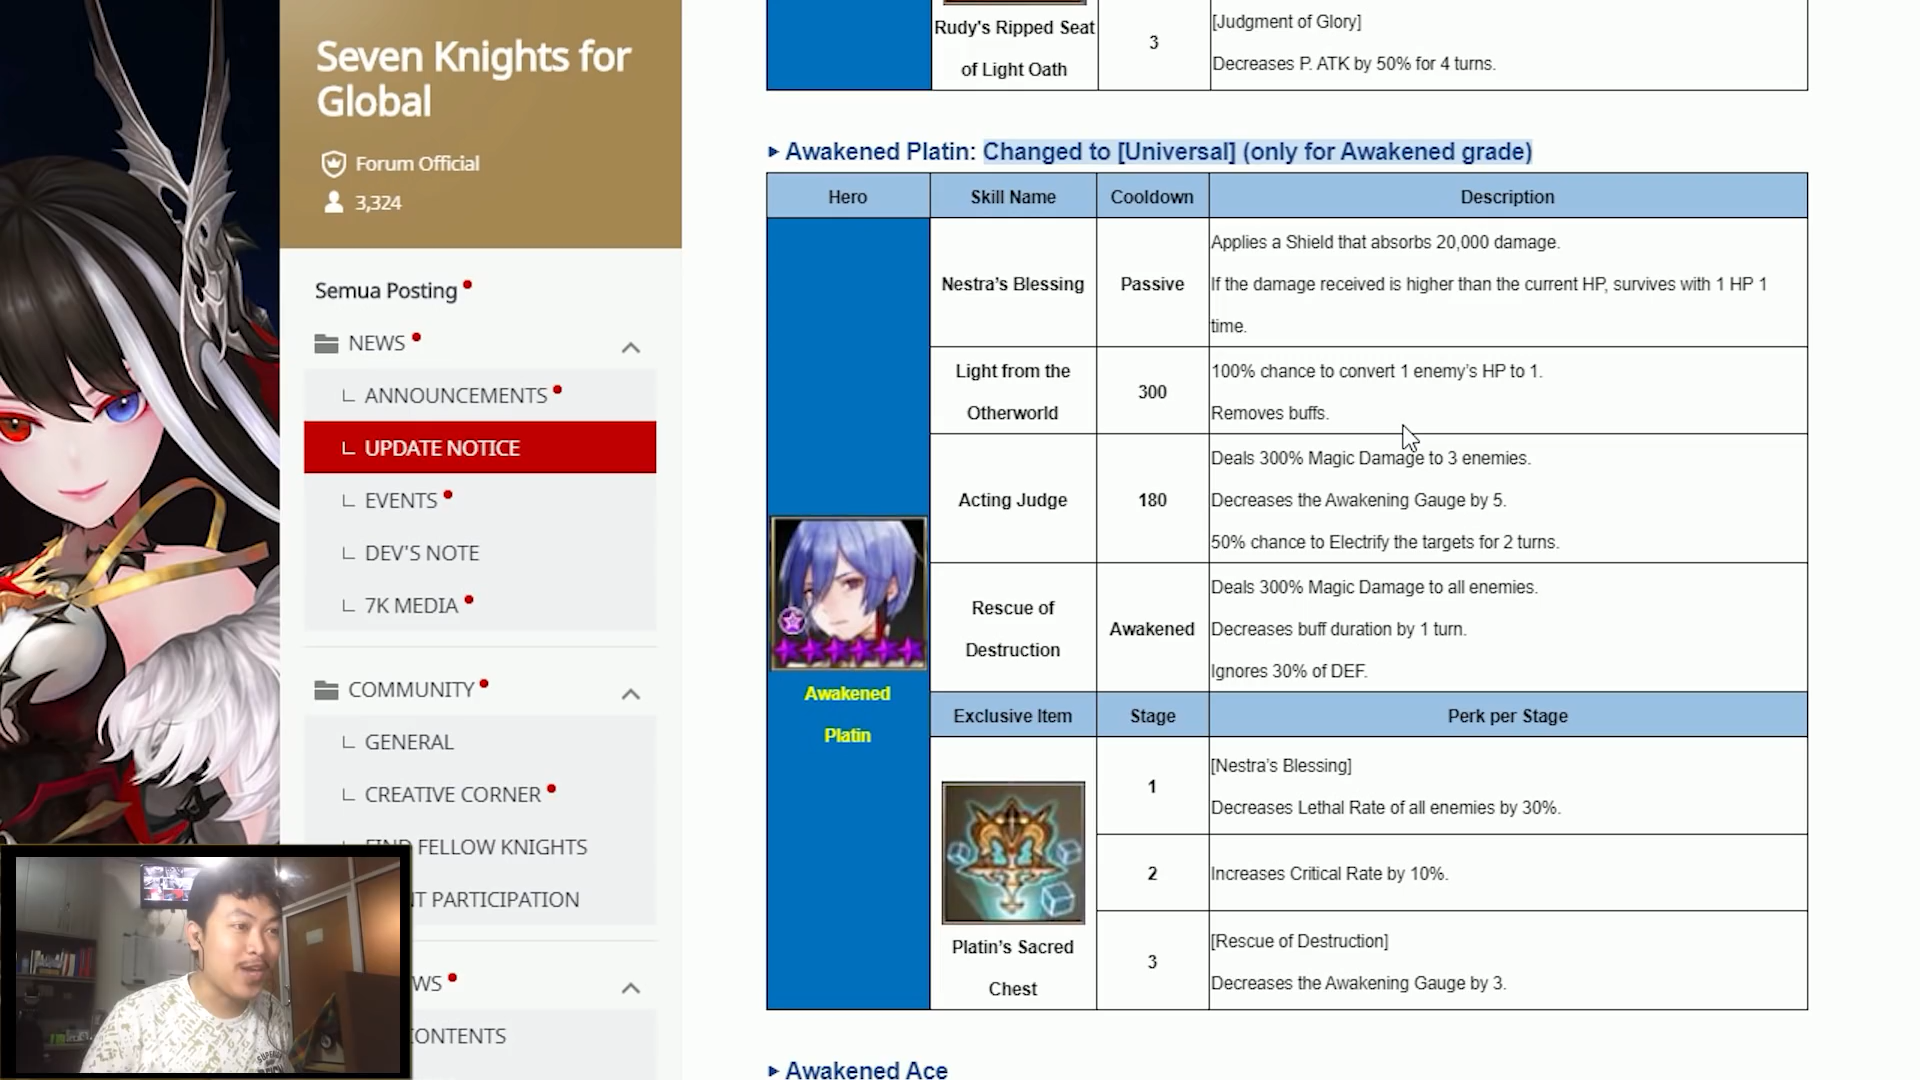 Seven Knights for
Global
Forum Official
3,324
Semua Posting
NEWS
ANNOUNCEMENTS
UPDATE NOTICE
EVENTS
DEV'S NOTE
7K MEDIA
COMMUNITY
GENERAL
CREATIVE CORNER
FIND FELLOW KNIGHTS
NT PARTICIPATION
WS
ONTENTS
Rudy's Ripped Seat
of Light Oath
3
[Judgment of Glory]
Decreases P. ATK by 50% for 4 turns.
Awakened Platin: Changed to [Universal] (only for Awakened grade)
Hero
Skill Name
Cooldown
Description
Awakened
Platin
Nestra's Blessing
Passive
Applies a Shield that absorbs 20,000 damage.
If the damage received is higher than the current HP, survives with 1 HP 1
time.
Light from the
Otherworld
300
100% chance to convert 1 enemy's HP to 1.
Removes buffs.
Acting Judge
180
Deals 300% Magic Damage to 3 enemies.
Decreases the Awakening Gauge by 5.
50% chance to Electrify the targets for 2 turns.
Rescue of
Destruction
Awakened
Deals 300% Magic Damage to all enemies.
Decreases buff duration by 1 turn.
Ignores 30% of DEF.
Exclusive Item
Stage
Perk per Stage
Platin's Sacred
Chest
1
[Nestra's Blessing]
Decreases Lethal Rate of all enemies by 30%.
2
Increases Critical Rate by 10%.
3
[Rescue of Destruction]
Decreases the Awakening Gauge by 3.
Awakened Ace